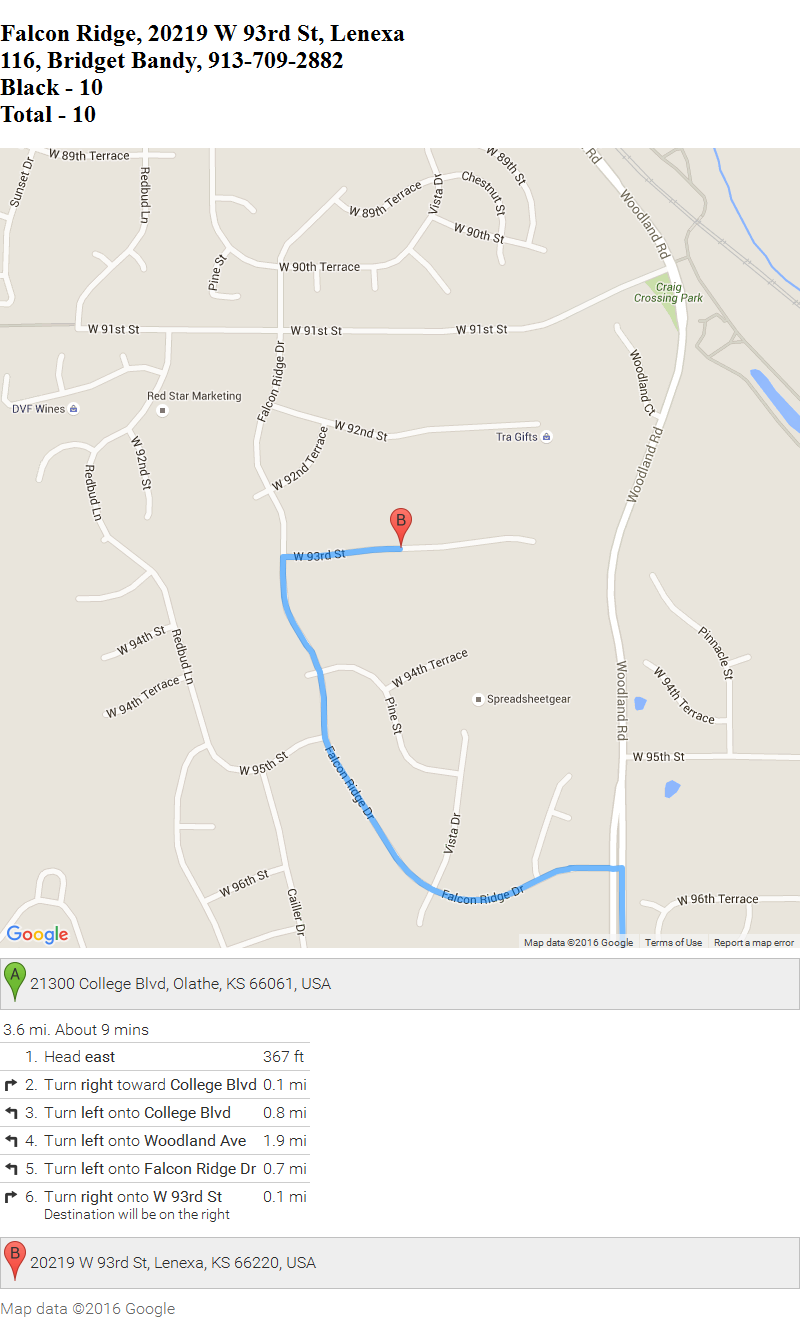 Falcon Ridge, 20219 W 93rd St, Lenexa
116, Bridget Bandy, 913-709-2882
Black - 10
Total - 10
W 89th Terrace
Sunset Dr
Redbud Ln
W 89th Terrace
Vista Dr
Chestnut St
W 89th St
W 90th St
Rd
Woodland Rd
Pine St
W 90th Terrace
Craig
Crossing Park
W 91st St
W 91st St
W 91st St
Falcon Ridge Dr
Woodland Ct
Red Star Marketing
DVF Wines
W 92nd St
Tra Gifts
W 92nd St
W 92nd Terrace
Woodland Rd
Redbud Ln
B
W 93rd St
W 94th St
Redbud Ln
W 94th Terrace
W 94th Terrace
Pine St
Spreadsheetgear
Woodland Rd
Pinnacle St
W 94th Terrace
W 95th St
W 95th St
Falcon Ridge Dr
Vista Dr
W 96th St
Cailler Dr
Falcon Ridge Dr
W 96th Terrace
Google
Map data ©2016 Google Terms of Use Report a map error
A 21300 College Blvd, Olathe, KS 66061, USA
3.6 mi. About 9 mins
1. Head east 367 ft
2. Turn right toward College Blvd 0.1 mi
3. Turn left onto College Blvd 0.8 mi
4. Turn left onto Woodland Ave 1.9 mi
5. Turn left onto Falcon Ridge Dr 0.7 mi
6. Turn right onto W 93rd St 0.1 mi
Destination will be on the right
B 20219 W 93rd St, Lenexa, KS 66220, USA
Map data ©2016 Google